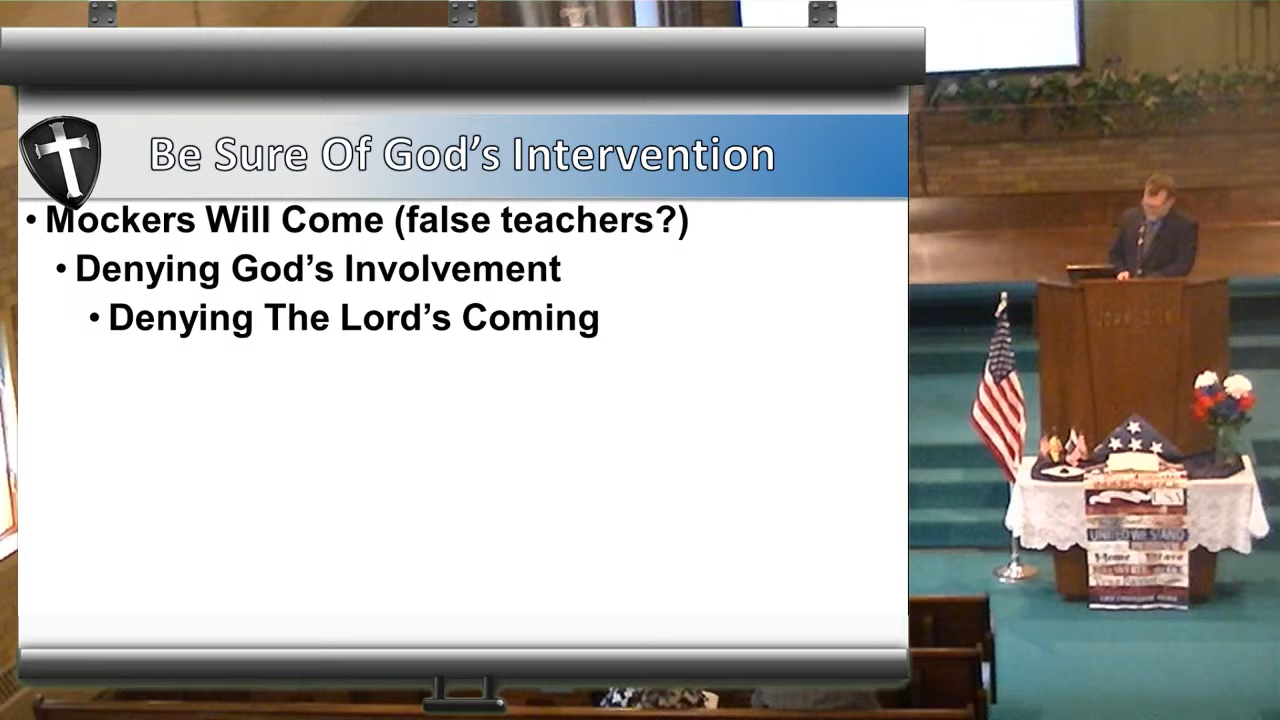 Be Sure Of God's Intervention
• Mockers Will Come (false teachers?)
• Denying God's Involvement
• Denying The Lord's Coming
USA
UNITED WE STAND